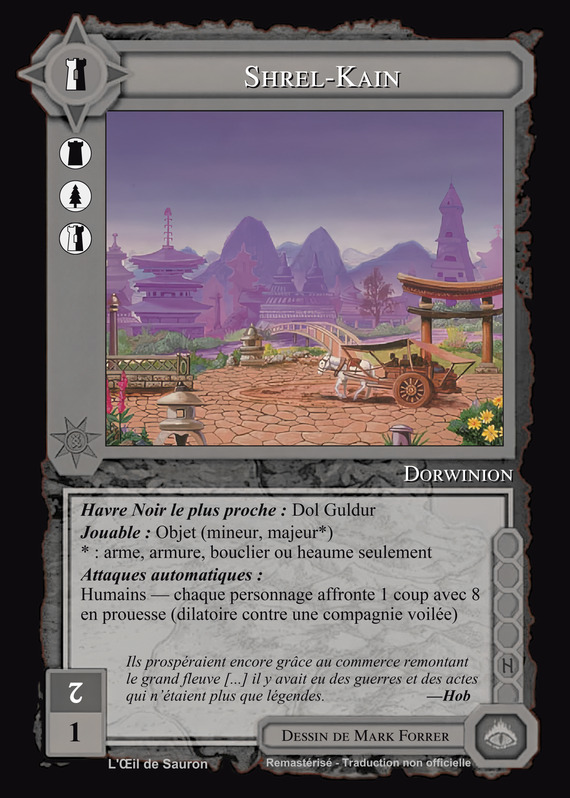 Shrel-Kain
Dorwinion
Havre Noir le plus proche : Dol Guldur
Jouable : Objet (mineur, majeur*)
* : arme, armure, bouclier ou heaume seulement
Attaques automatiques :
Humains — chaque personnage affronte 1 coup avec 8
en prouesse (dilatoire contre une compagnie voilée)
Ils prospéraient encore grâce au commerce remontant
le grand fleuve [...] il y avait eu des guerres et des actes
qui n'étaient plus que légendes. —Hob
2
1
Dessin de Mark Forrer
L'Œil de Sauron
Remastérisé - Traduction non officielle